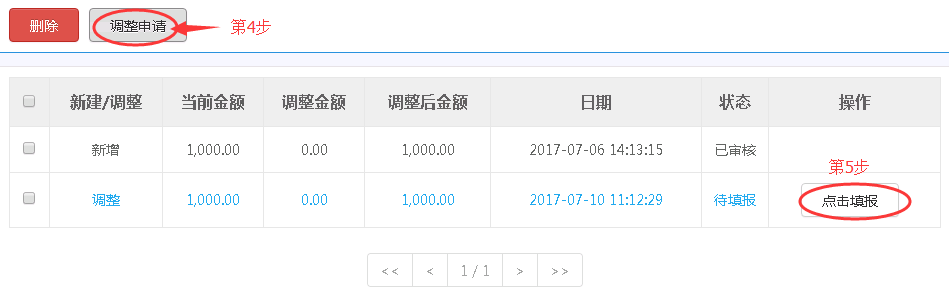 删除 调整申请 第4步
新建/调整 当前金额 调整金额 调整后金额 日期 状态 操作
新增 1,000.00 0.00 1,000.00 2017-07-06 14:13:15 已审核
第5步
调整 1,000.00 0.00 1,000.00 2017-07-10 11:12:29 待填报 点击填报
<< < 1 / 1 > >>